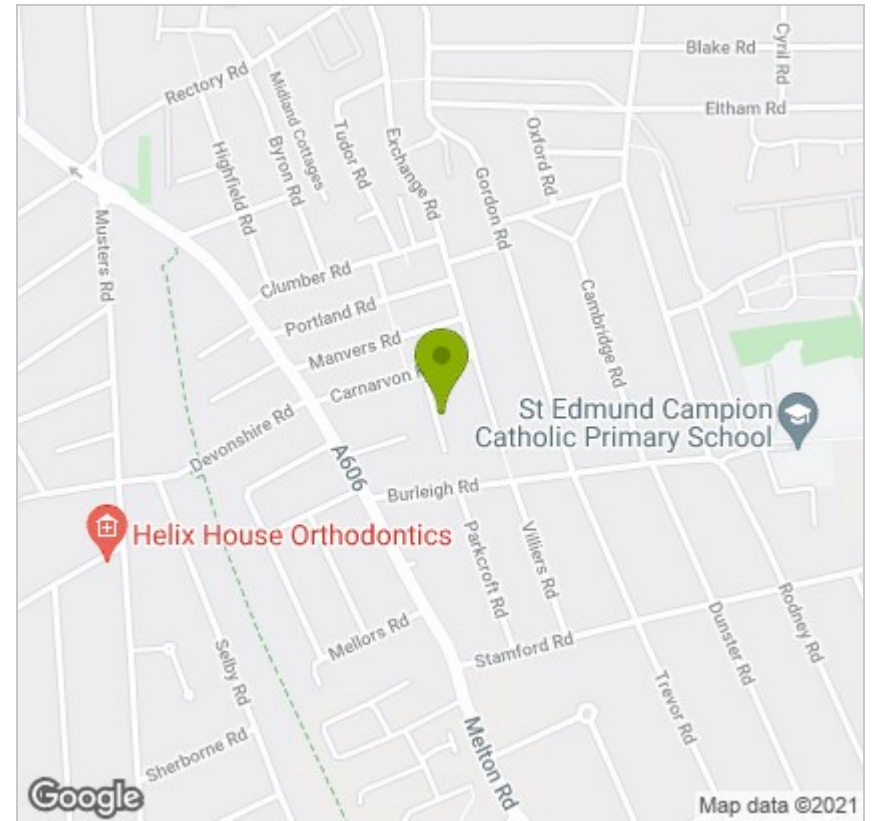 Blake Rd
Cyril Rd
Rectory Rd
Midland Cottages
Eltham Rd
Tudor Rd
Exchange Rd
Oxford Rd
Highfield Rd
Byron Rd
Gordon Rd
Musters Rd
Clumber Rd
Portland Rd
Cambridge Rd
Manvers Rd
Carnarvon
St Edmund Campion
Catholic Primary School
Devonshire Rd
A606
Burleigh Rd
Helix House Orthodontics
Parkcroft Rd
Villiers Rd
Rodney Rd
Mellors Rd
Dunster Rd
Selby Rd
Stamford Rd
Trevor Rd
Sherborne Rd
Melton Rd
Google
Map data ©2021